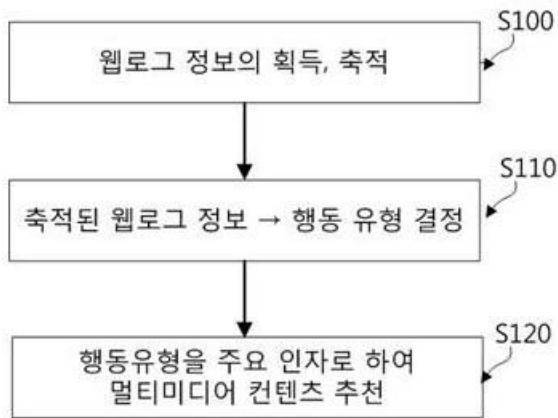 S100
웹로그 정보의 획득, 축적
S110
축적된 웹로그 정보 → 행동 유형 결정
S120
행동유형을 주요 인자로 하여
멀티미디어 컨텐츠 추천